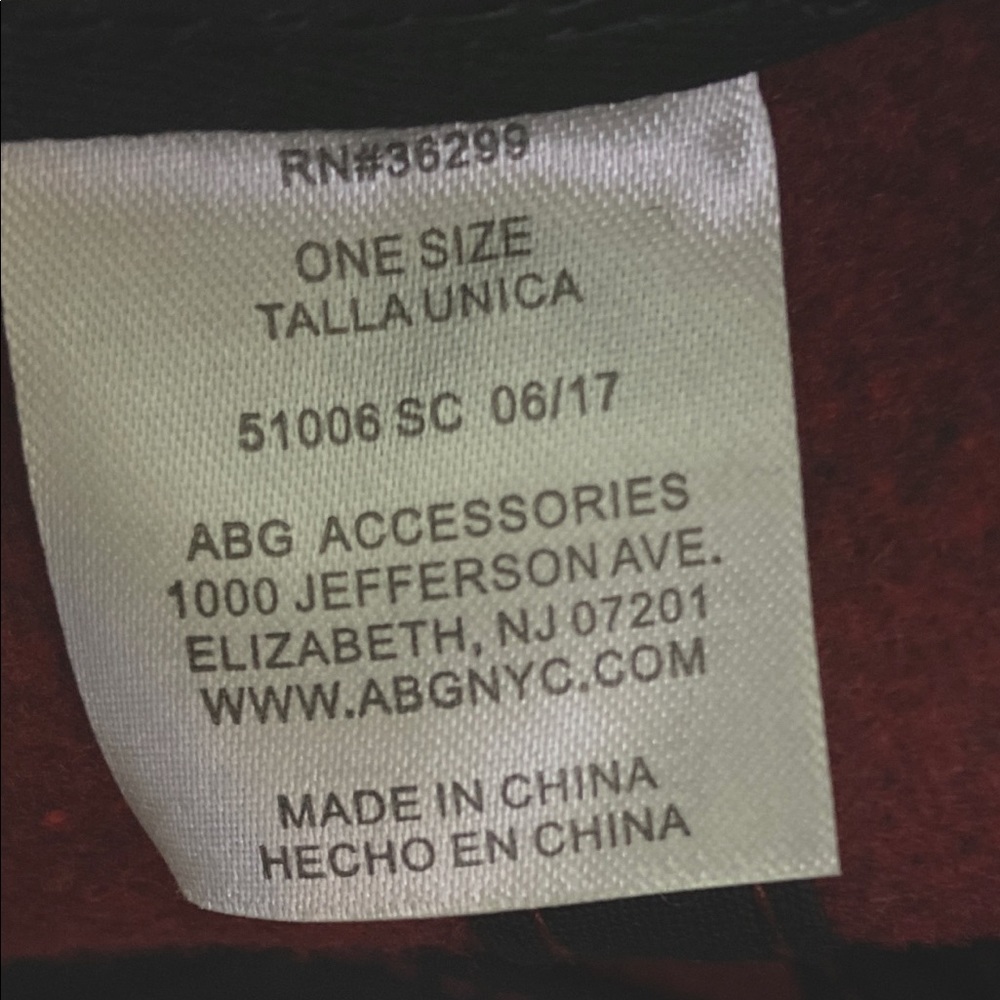 RN#36299
ONE SIZE
TALLA UNICA
51006 SC 06/17
ABG ACCESSORIES
1000 JEFFERSON AVE.
ELIZABETH, NJ 07201
WWW.ABGNYC.COM
MADE IN CHINA
HECHO EN CHINA